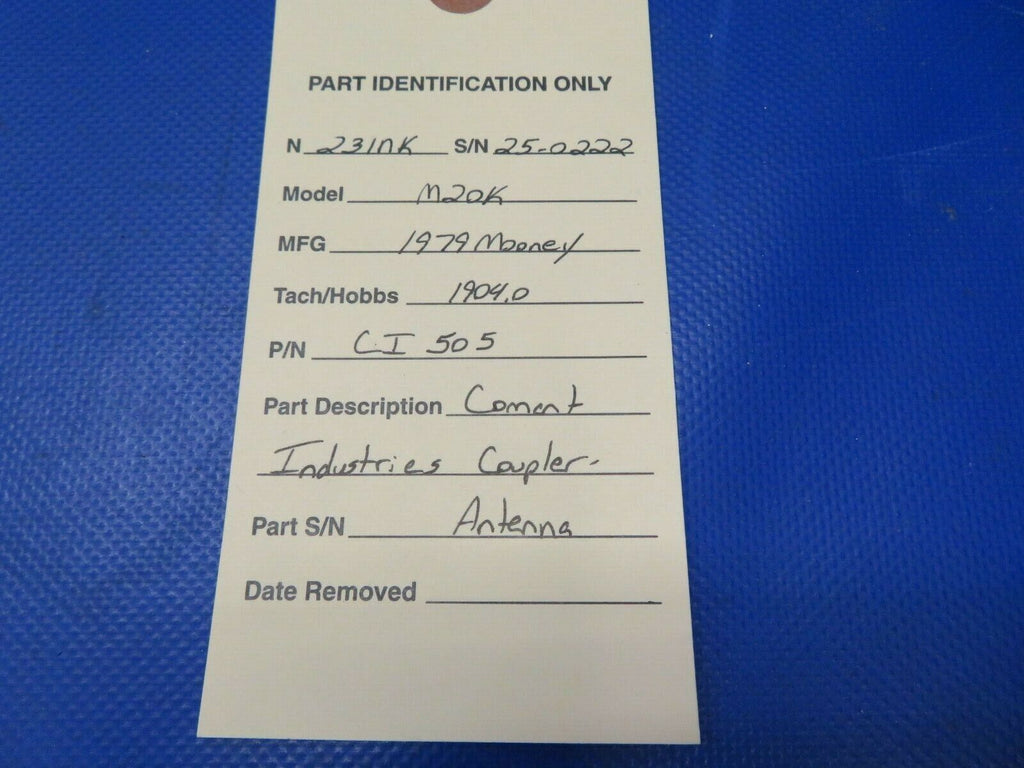 PART IDENTIFICATION ONLY
N 231NK S/N 25-0222
Model M20K
MFG 1979 Mooney
Tach/Hobbs 1904.0
P/N CI 505
Part Description Comant
Industries Coupler-
Part S/N Antenna
Date Removed